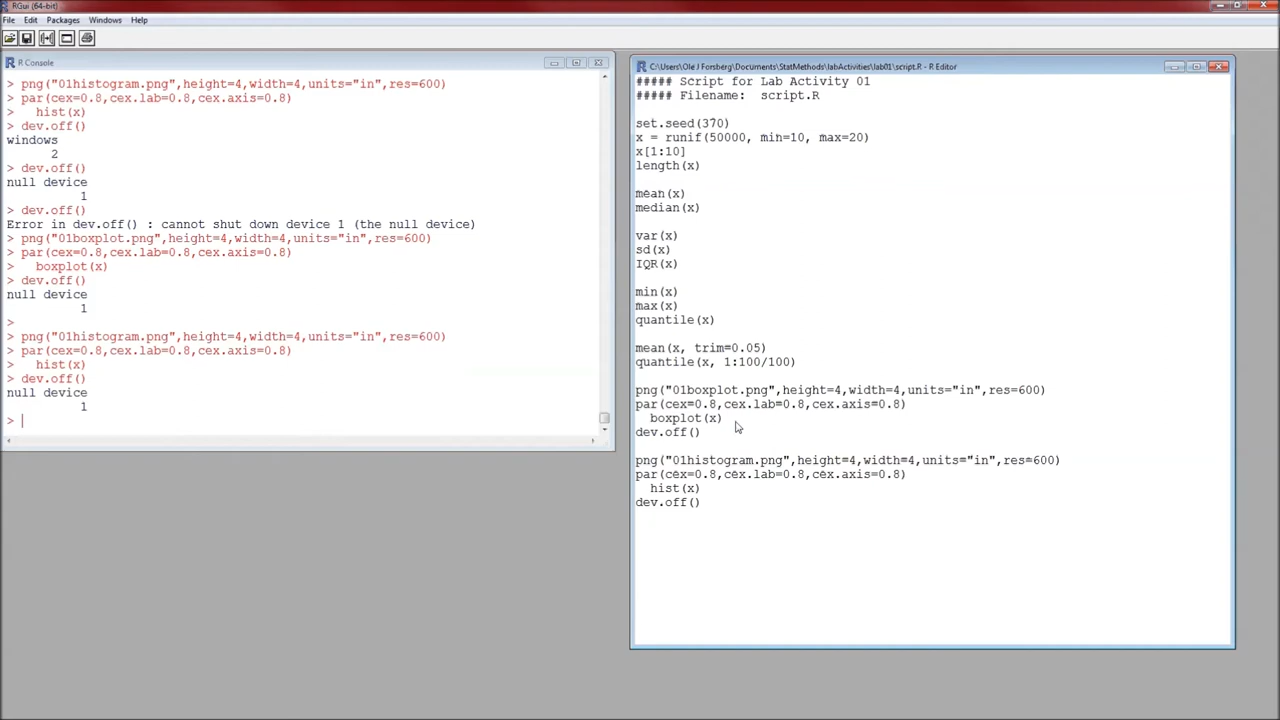 RGui (64-bit)
File Edit Packages Windows Help
R Console
> png("01histogram.png",height=4,width=4,units="in",res=600)
> par(cex=0.8,cex.lab=0.8,cex.axis=0.8)
>   hist(x)
> dev.off()
windows
      2
> dev.off()
null device
          1
> dev.off()
Error in dev.off() : cannot shut down device 1 (the null device)
> png("01boxplot.png",height=4,width=4,units="in",res=600)
> par(cex=0.8,cex.lab=0.8,cex.axis=0.8)
>   boxplot(x)
> dev.off()
null device
          1
>
> png("01histogram.png",height=4,width=4,units="in",res=600)
> par(cex=0.8,cex.lab=0.8,cex.axis=0.8)
>   hist(x)
> dev.off()
null device
          1
>
C:\Users\Ole J Forsberg\Documents\StatMethods\labActivities\lab01\script.R - R Editor
##### Script for Lab Activity 01
##### Filename:  script.R
set.seed(370)
x = runif(50000, min=10, max=20)
x[1:10]
length(x)
mean(x)
median(x)
var(x)
sd(x)
IQR(x)
min(x)
max(x)
quantile(x)
mean(x, trim=0.05)
quantile(x, 1:100/100)
png("01boxplot.png",height=4,width=4,units="in",res=600)
par(cex=0.8,cex.lab=0.8,cex.axis=0.8)
  boxplot(x)
dev.off()
png("01histogram.png",height=4,width=4,units="in",res=600)
par(cex=0.8,cex.lab=0.8,cex.axis=0.8)
  hist(x)
dev.off()